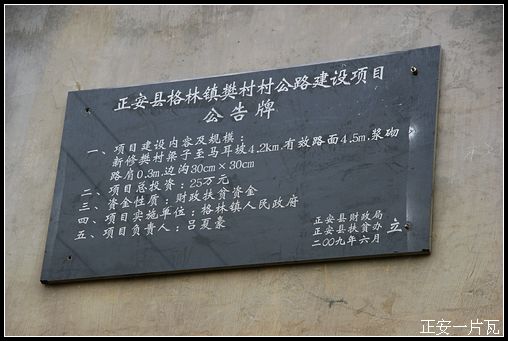 正安县格林镇樊村村公路建设项目
公告牌
一、项目建设内容及规模：
新修樊村梁子至马耳坡4.2km,有效路面4.5m,浆砌
路肩0.3m,边沟30cm×30cm
二、项目总投资：25万元
三、资金性质：财政扶贫资金
四、项目实施单位：格林镇人民政府
五、项目负责人：吕夏豪
正安县财政局
正安县扶贫办 立
二00九年六月
正安一片瓦